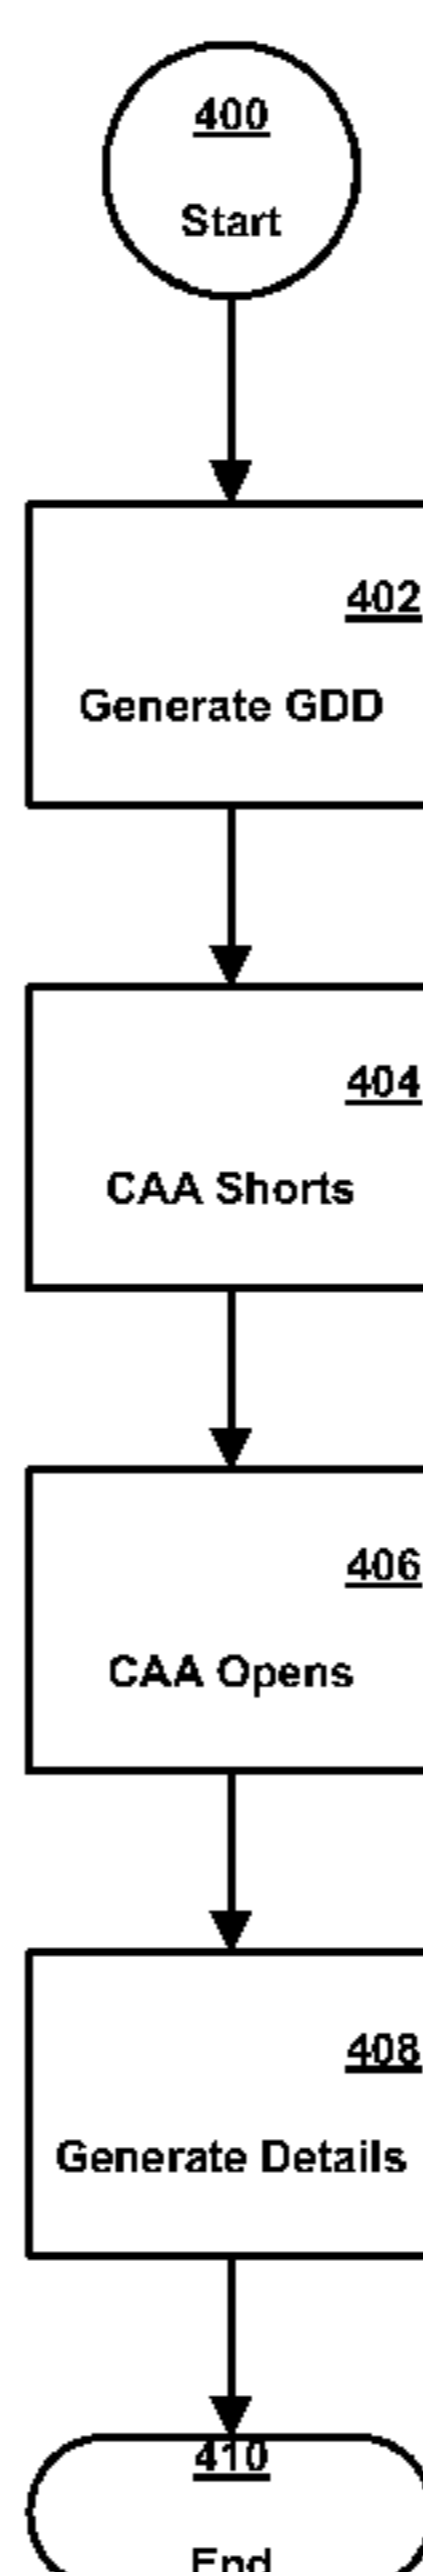 400
Start
402
Generate GDD
404
CAA Shorts
406
CAA Opens
408
Generate Details
410
End